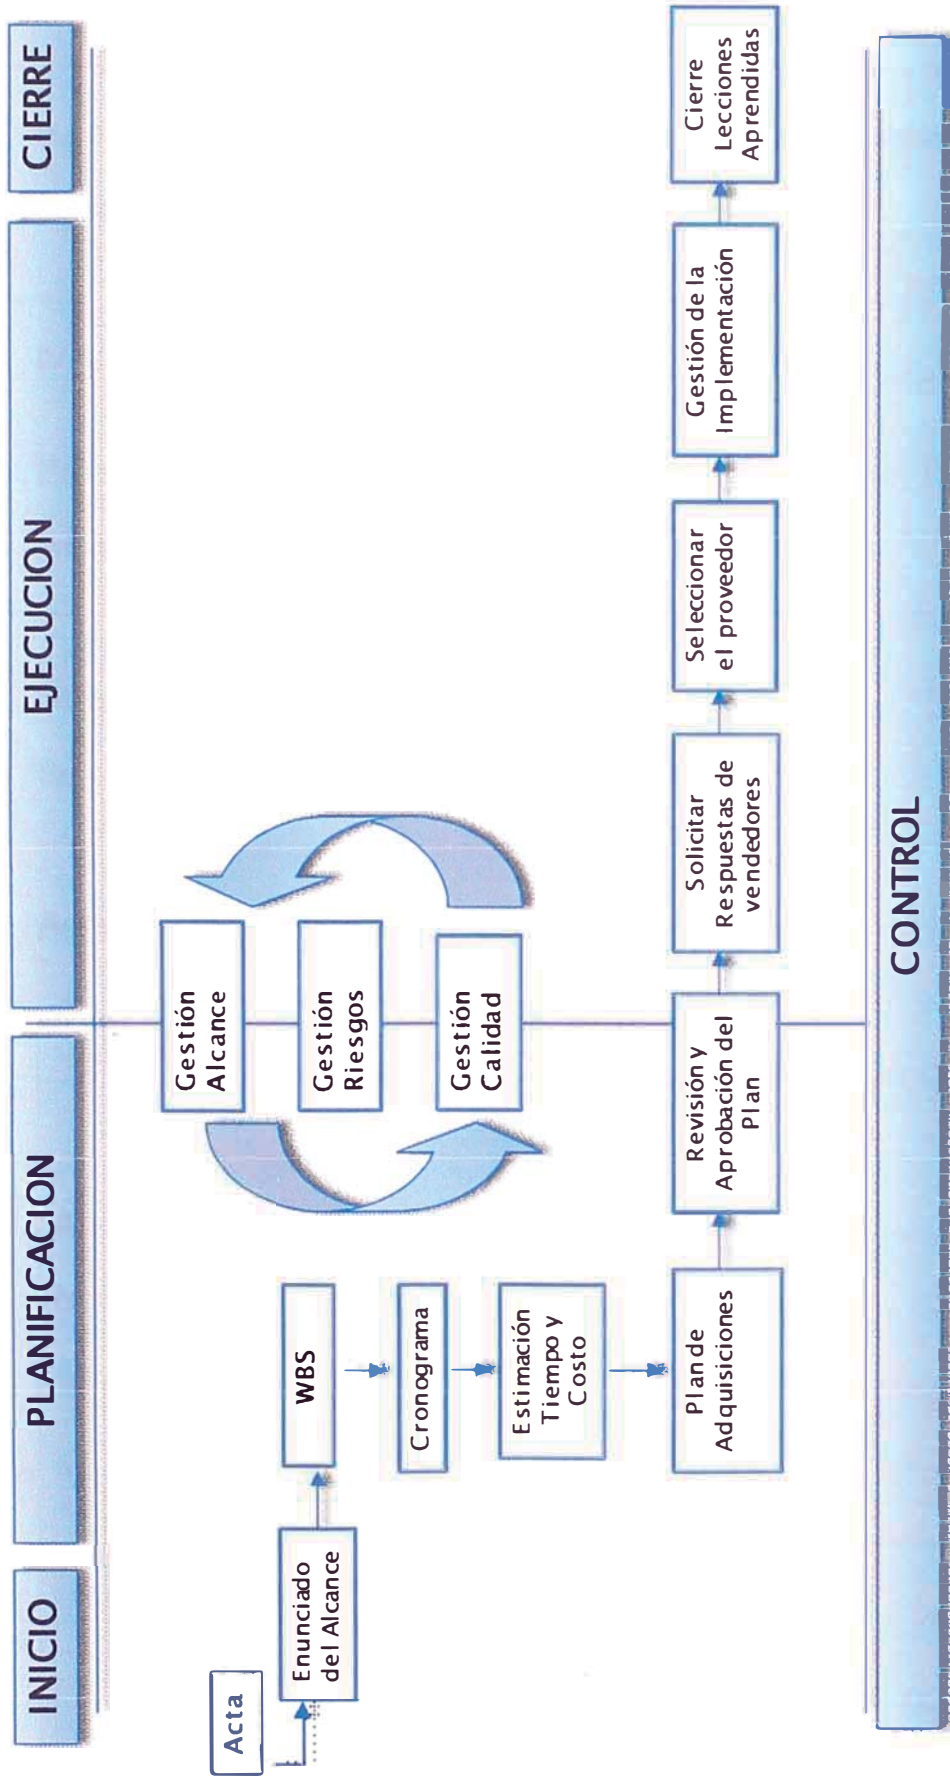 INICIO
PLANIFICACION
EJECUCION
CIERRE
Acta
Enunciado
del Alcance
WBS
Cronograma
Estimación
Tiempo y
Costo
Plan de
Adquisiciones
Gestión
Alcance
Gestión
Riesgos
Gestión
Calidad
Revisión y
Aprobación del
Plan
Solicitar
Respuestas de
vendedores
Seleccionar
el proveedor
Gestión de la
Implementación
Cierre
Lecciones
Aprendidas
CONTROL